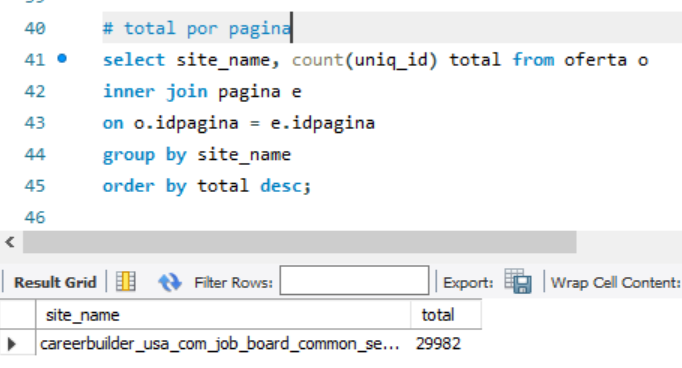 40 # total por pagina
41 select site_name, count(uniq_id) total from oferta o
42 inner join pagina e
43 on o.idpagina = e.idpagina
44 group by site_name
45 order by total desc;
46
Result Grid Filter Rows: Export: Wrap Cell Content:
site_name total
careerbuilder_usa_com_job_board_common_se... 29982